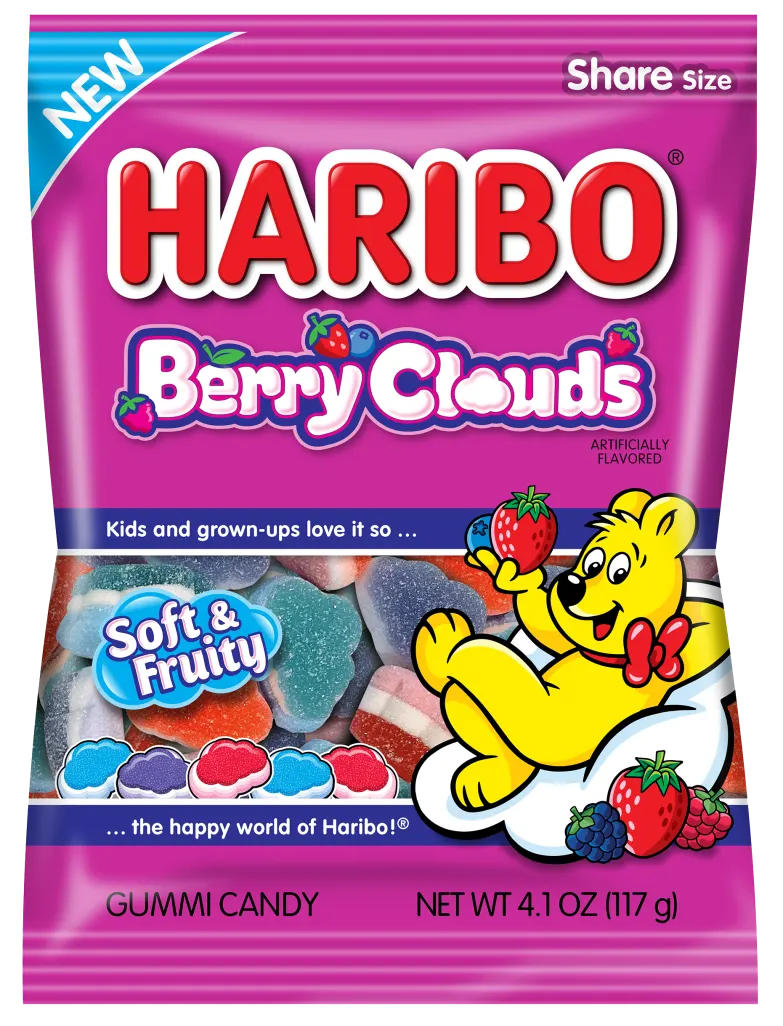 NEW
Share Size
HARIBO®
Berry Clouds
ARTIFICIALLY
FLAVORED
Kids and grown-ups love it so ...
Soft &
Fruity
... the happy world of Haribo!®
GUMMI CANDY
NET WT 4.1 OZ (117 g)